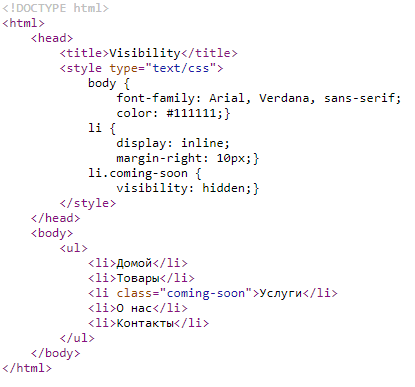 <!DOCTYPE html>
<html>
    <head>
        <title>Visibility</title>
        <style type="text/css">
            body {
                font-family: Arial, Verdana, sans-serif;
                color: #111111;}
            li {
                display: inline;
                margin-right: 10px;}
            li.coming-soon {
                visibility: hidden;}
        </style>
    </head>
    <body>
        <ul>
            <li>Домой</li>
            <li>Товары</li>
            <li class="coming-soon">Услуги</li>
            <li>О нас</li>
            <li>Контакты</li>
        </ul>
    </body>
</html>